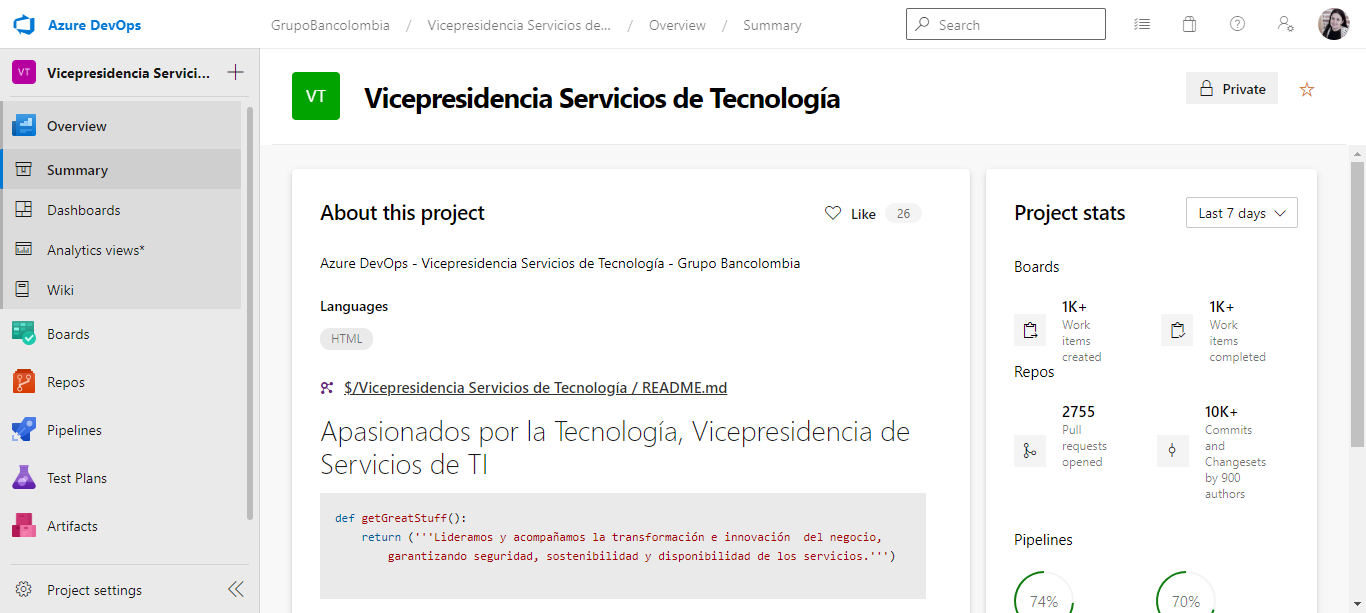 Azure DevOps
GrupoBancolombia / Vicepresidencia Servicios de... / Overview / Summary
Search
VT Vicepresidencia Servici... +
Overview
Summary
Dashboards
Analytics views*
Wiki
Boards
Repos
Pipelines
Test Plans
Artifacts
Project settings
VT Vicepresidencia Servicios de Tecnología
Private
About this project
Like 26
Azure DevOps - Vicepresidencia Servicios de Tecnología - Grupo Bancolombia
Languages
HTML
$/Vicepresidencia Servicios de Tecnología / README.md
Apasionados por la Tecnología, Vicepresidencia de
Servicios de TI
def getGreatStuff():
return ('''Lideramos y acompañamos la transformación e innovación  del negocio,
garantizando seguridad, sostenibilidad y disponibilidad de los servicios.''')
Project stats
Last 7 days
Boards
1K+
Work
items
created
1K+
Work
items
completed
Repos
2755
Pull
requests
opened
10K+
Commits
and
Changesets
by 900
authors
Pipelines
74%
70%